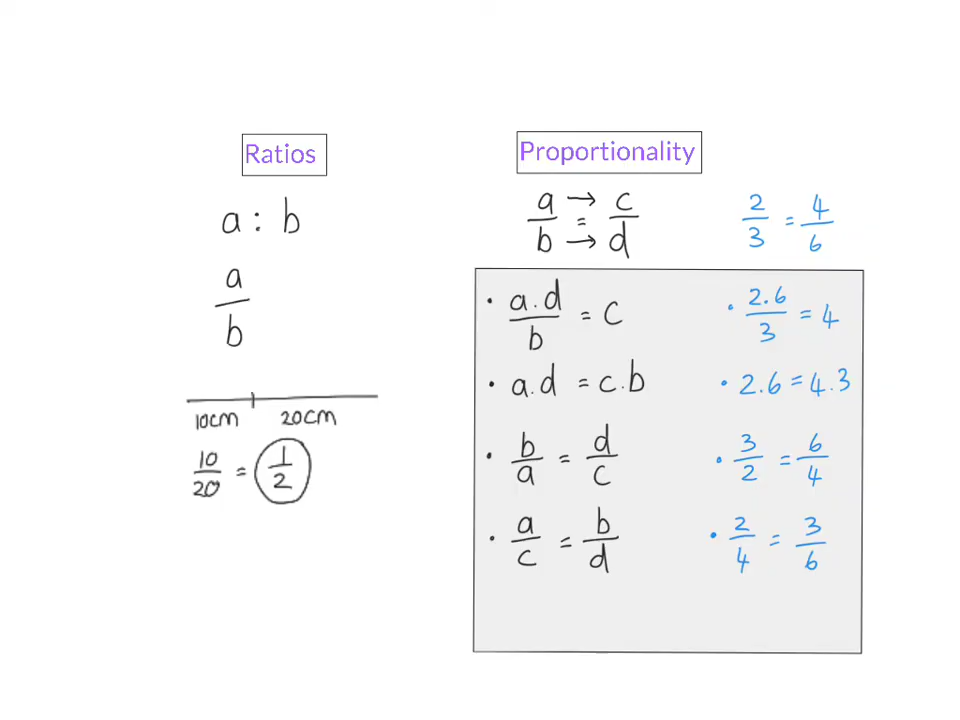 Ratios
a : b
a/b
10cm 20cm
10/20 = 1/2
Proportionality
a/b → = → c/d
2/3 = 4/6
• a.d/b = c
• 2.6/3 = 4
• a.d = c.b
• 2.6 = 4.3
• b/a = d/c
• 3/2 = 6/4
• a/c = b/d
• 2/4 = 3/6